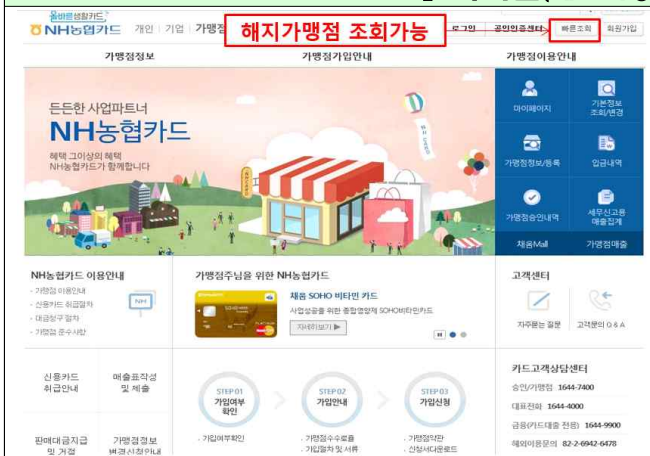 올바른생활카드
NH농협카드 개인 기업
해지가맹점 조회가능
로그인 공인인증센터 빠른조회 회원가입
가맹점정보 가맹점가입안내 가맹점이용안내
든든한 사업파트너
NH농협카드
혜택 그이상의 혜택
NH농협카드가 함께합니다
마이페이지
기본정보
조회/변경
가맹점정보/등록
입금내역
가맹점승인내역
세무신고용
매출집계
채움Mall
가맹점매출
NH농협카드 이용안내
· 가맹점 이용안내
· 신용카드 취급절차
· 대금청구 절차
· 가맹점 준수사항
NH
가맹점주님을 위한 NH농협카드
채움 SOHO 비타민 카드
사업성공을 위한 종합영양제 SOHO비타민카드
자세히보기 ▶
고객센터
자주묻는 질문
고객문의 Q & A
신용카드
취급안내
매출표작성
및 제출
판매대금지급
및 거절
가맹점정보
변경신청안내
STEP 01
가입여부
확인
· 가입여부확인
STEP 02
가입안내
· 가맹점수수료율
· 가입절차 및 서류
STEP 03
가입신청
· 가맹점약관
· 신청서다운로드
카드고객상담센터
승인/가맹점 1644-7400
대표전화 1644-4000
금융(카드대출 전용) 1644-9900
해외이용문의 82-2-6942-6478